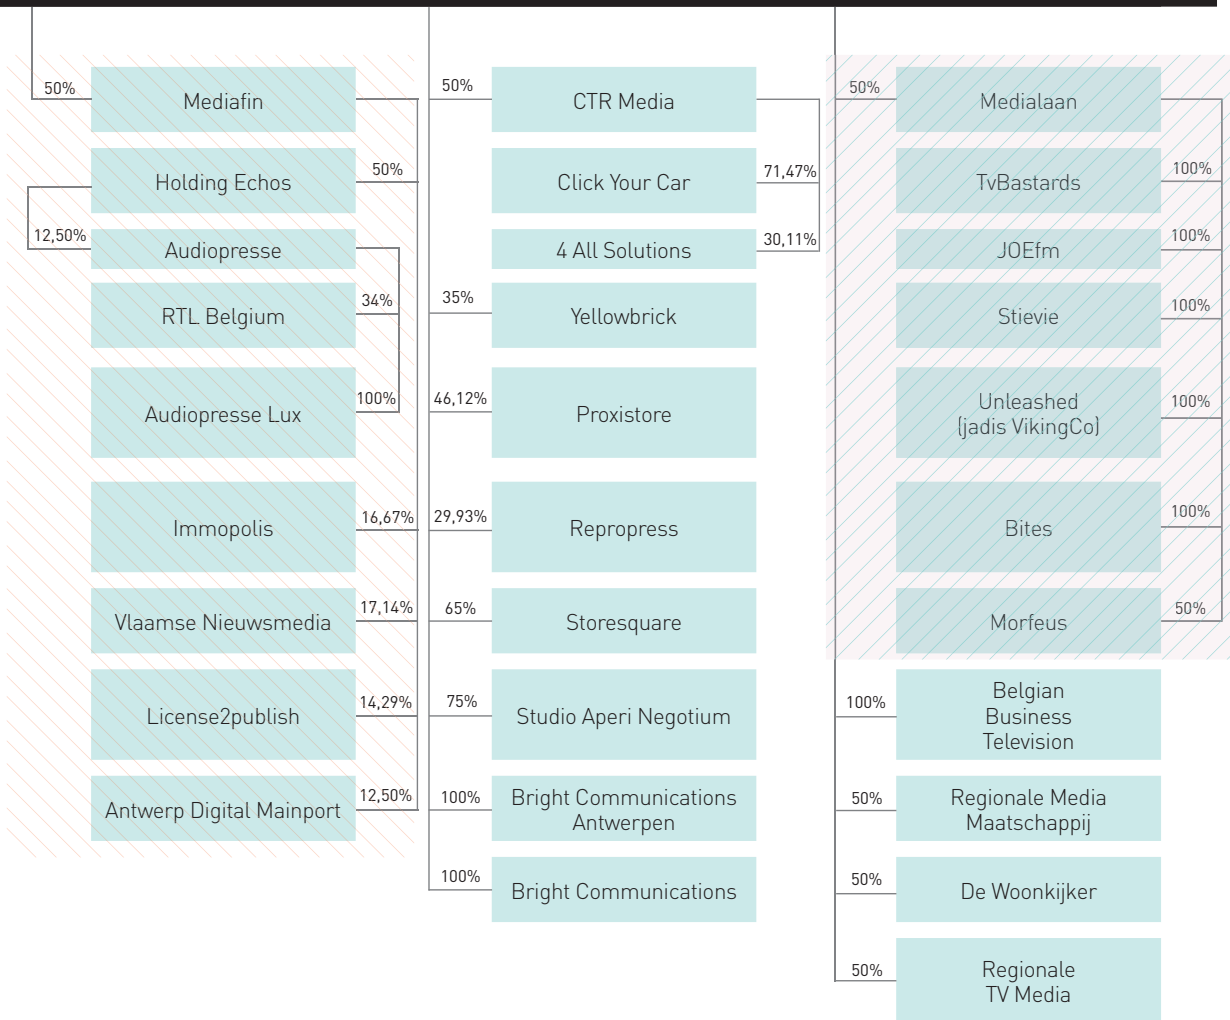 50%
Mediafin
Holding Echos
50%
12,50%
Audiopresse
RTL Belgium
34%
Audiopresse Lux
100%
Immopolis
16,67%
Vlaamse Nieuwsmedia
17,14%
License2publish
14,29%
Antwerp Digital Mainport
12,50%
50%
CTR Media
Click Your Car
71,47%
4 All Solutions
30,11%
35%
Yellowbrick
46,12%
Proxistore
29,93%
Repropress
65%
Storesquare
75%
Studio Aperi Negotium
100%
Bright Communications
Antwerpen
100%
Bright Communications
50%
Medialaan
TvBastards
100%
JOEfm
100%
Stievie
100%
Unleashed
(jadis VikingCo)
100%
Bites
100%
Morfeus
50%
100%
Belgian
Business
Television
50%
Regionale Media
Maatschappij
50%
De Woonkijker
50%
Regionale
TV Media